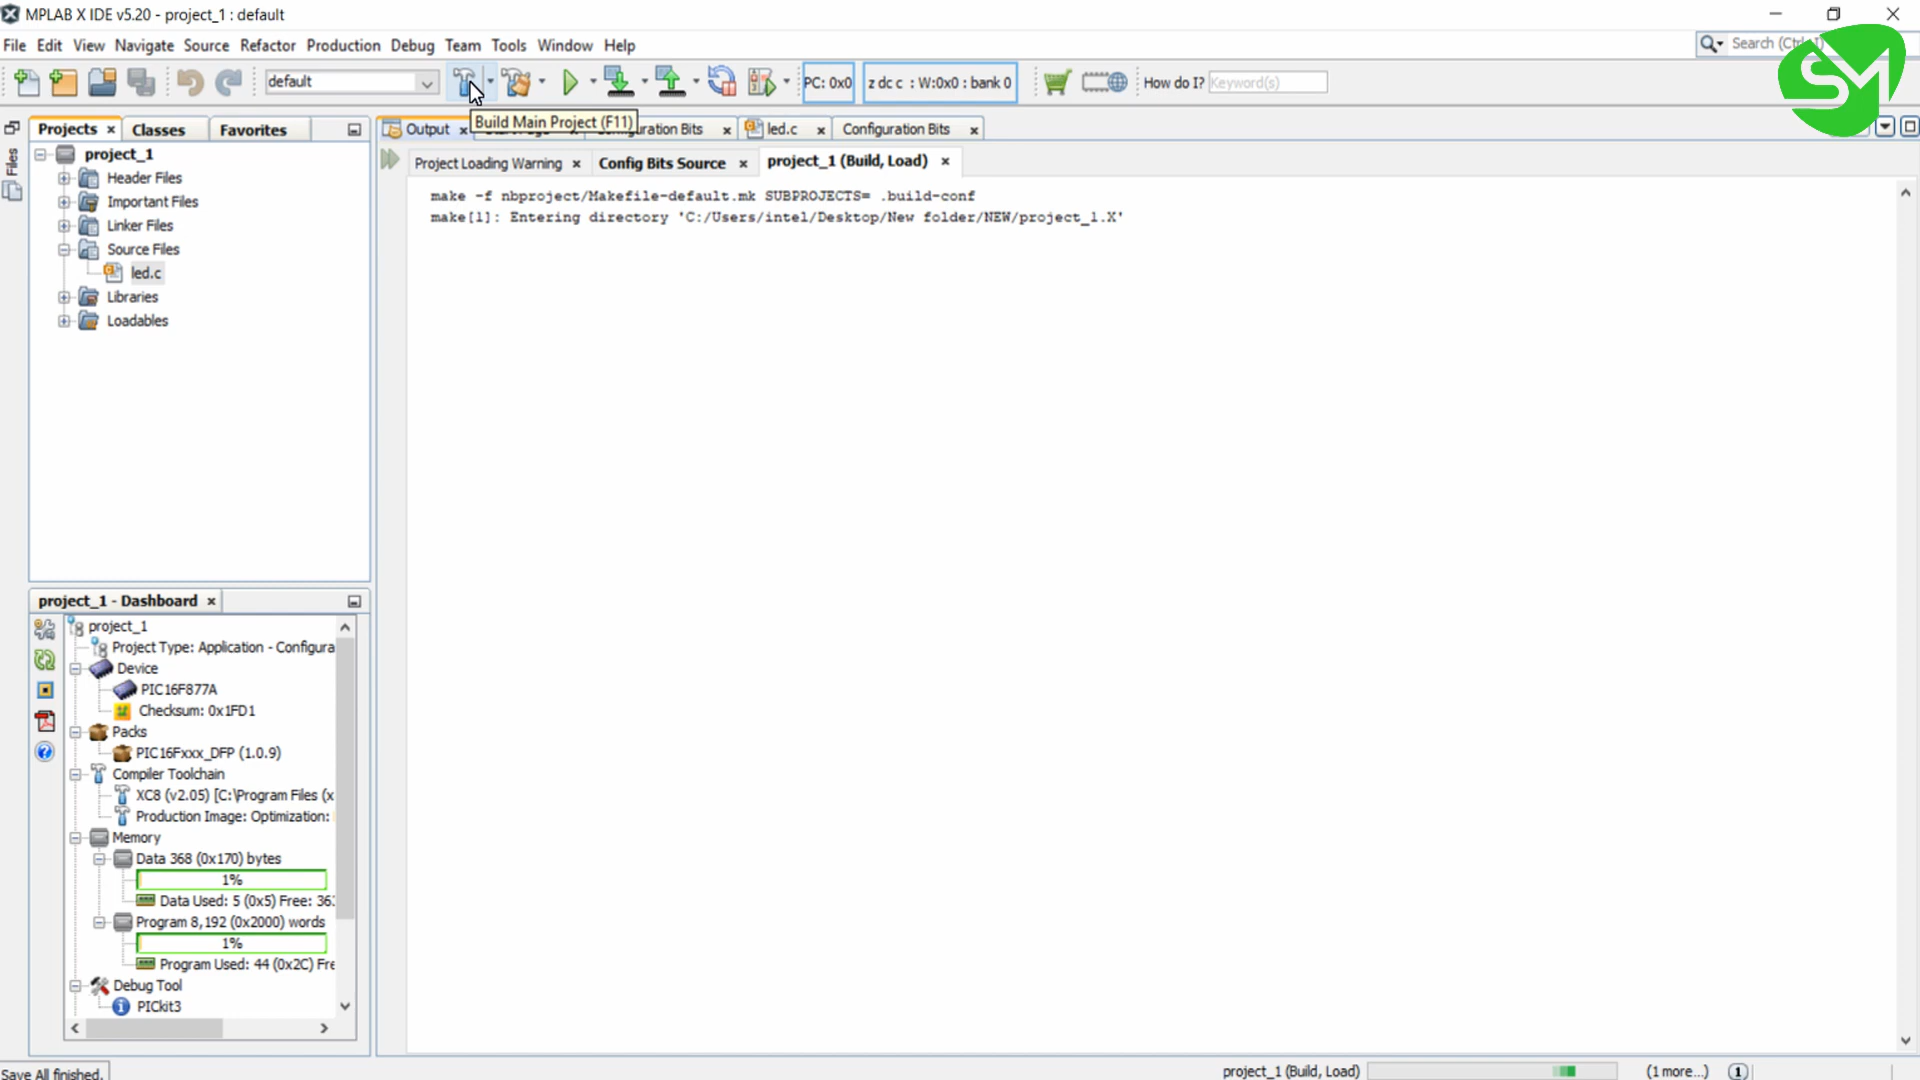 MPLAB X IDE v5.20 - project_1 : default
File Edit View Navigate Source Refactor Production Debug Team Tools Window Help
Search (Ctrl+I)
default
PC: 0x0
z dc c : W:0x0 : bank 0
How do I? Keyword(s)
SM
Build Main Project (F11)
Projects Classes Favorites
Output
Configuration Bits
led.c
Configuration Bits
Files
Project Loading Warning
Config Bits Source
project_1 (Build, Load)
project_1
Header Files
Important Files
Linker Files
Source Files
led.c
Libraries
Loadables
make -f nbproject/Makefile-default.mk SUBPROJECTS= .build-conf
make[1]: Entering directory 'C:/Users/intel/Desktop/New folder/NEW/project_1.X'
project_1 - Dashboard
project_1
Project Type: Application - Configura
Device
PIC16F877A
Checksum: 0x1FD1
Packs
PIC16Fxxx_DFP (1.0.9)
Compiler Toolchain
XC8 (v2.05) [C:\Program Files (x
Production Image: Optimization:
Memory
Data 368 (0x170) bytes
1%
Data Used: 5 (0x5) Free: 36
Program 8,192 (0x2000) words
1%
Program Used: 44 (0x2C) Fre
Debug Tool
PICkit3
Save All finished.
project_1 (Build, Load)
(1 more...)
1